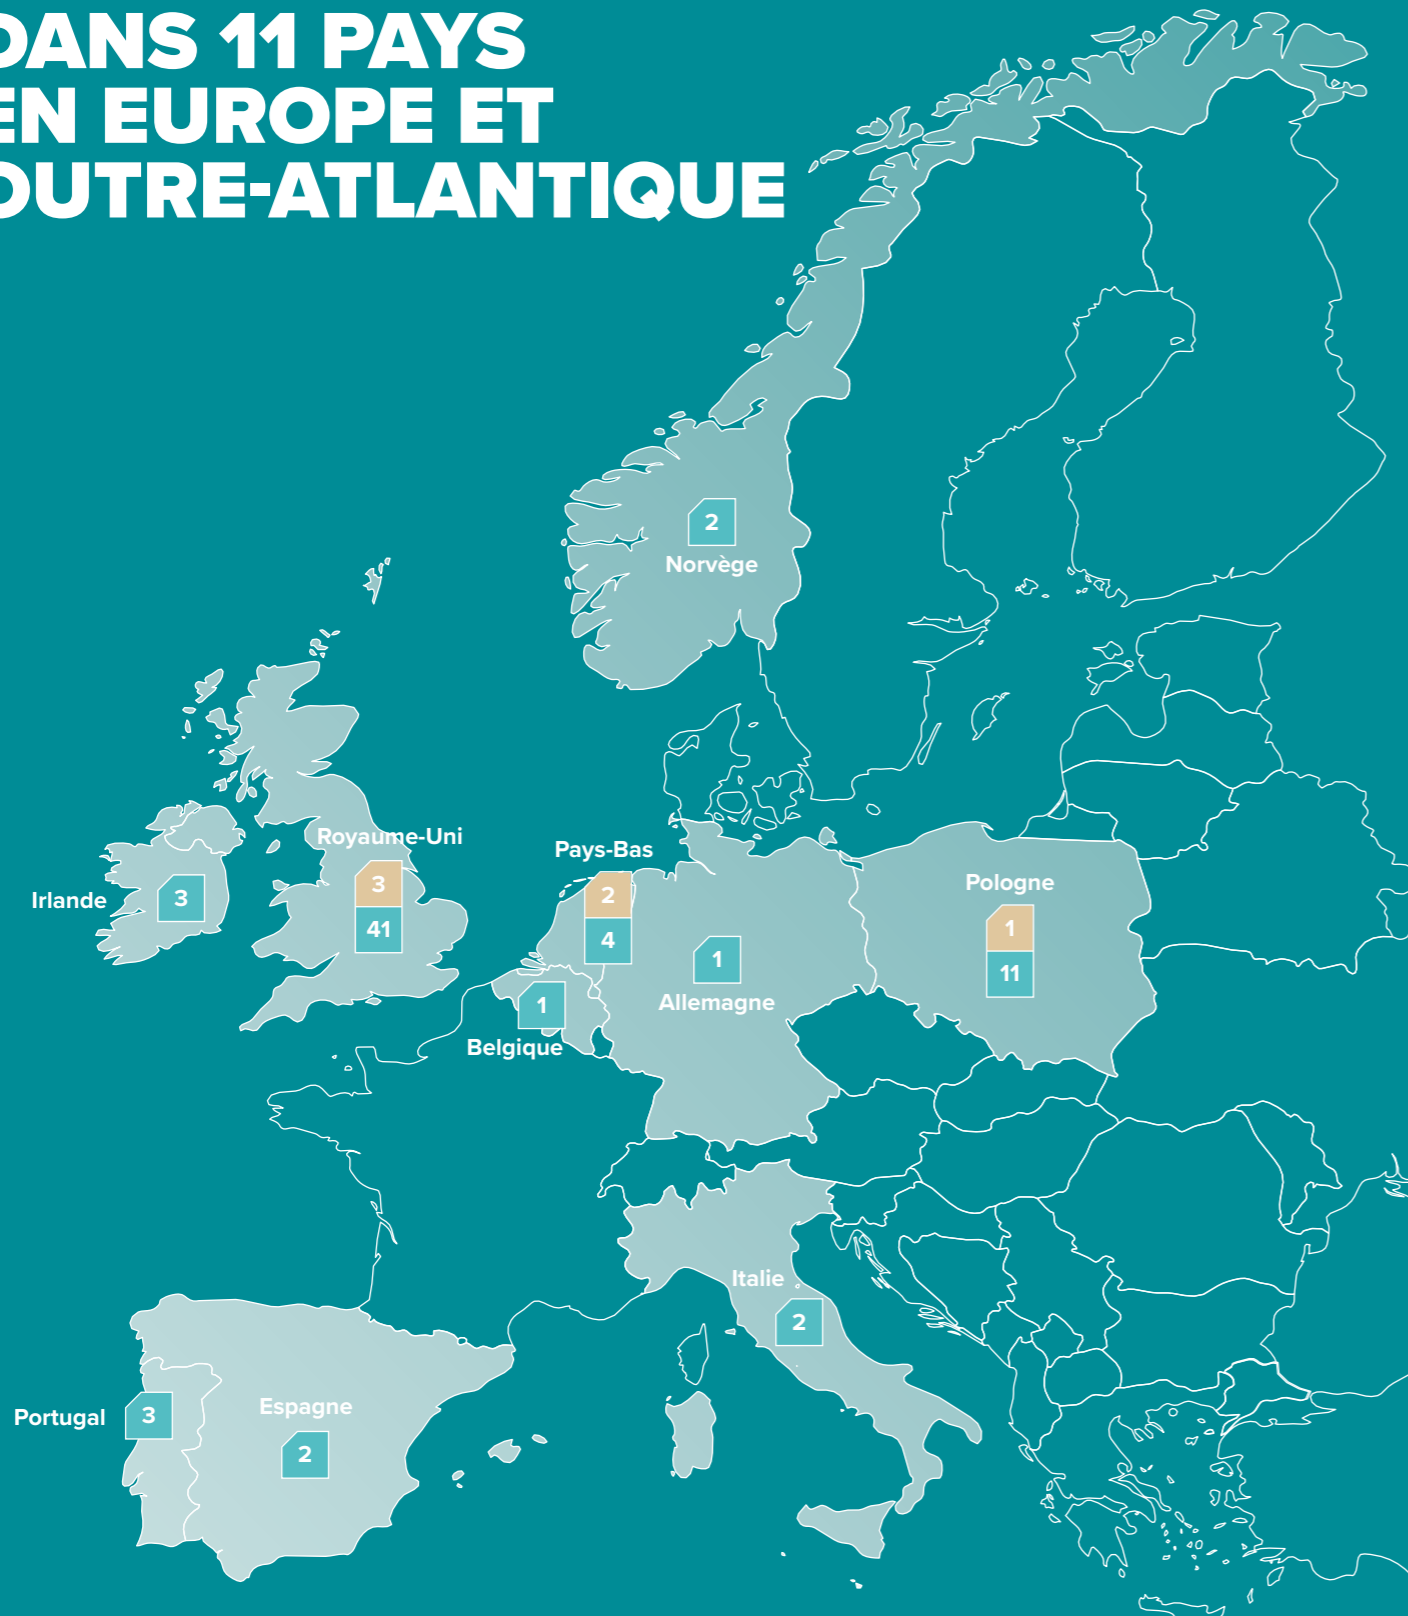 DANS 11 PAYS
EN EUROPE ET
OUTRE-ATLANTIQUE
2
Norvège
Royaume-Uni
3
41
Irlande
3
Pays-Bas
2
4
1
Allemagne
1
Belgique
Pologne
1
11
Italie
2
Portugal
3
Espagne
2